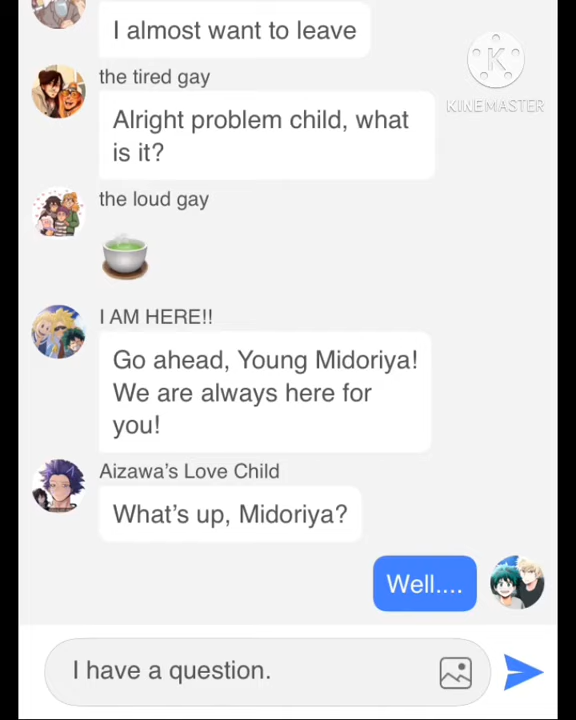 I almost want to leave
K
KINEMASTER
the tired gay
Alright problem child, what
is it?
the loud gay
I AM HERE!!
Go ahead, Young Midoriya!
We are always here for
you!
Aizawa’s Love Child
What’s up, Midoriya?
Well....
I have a question.